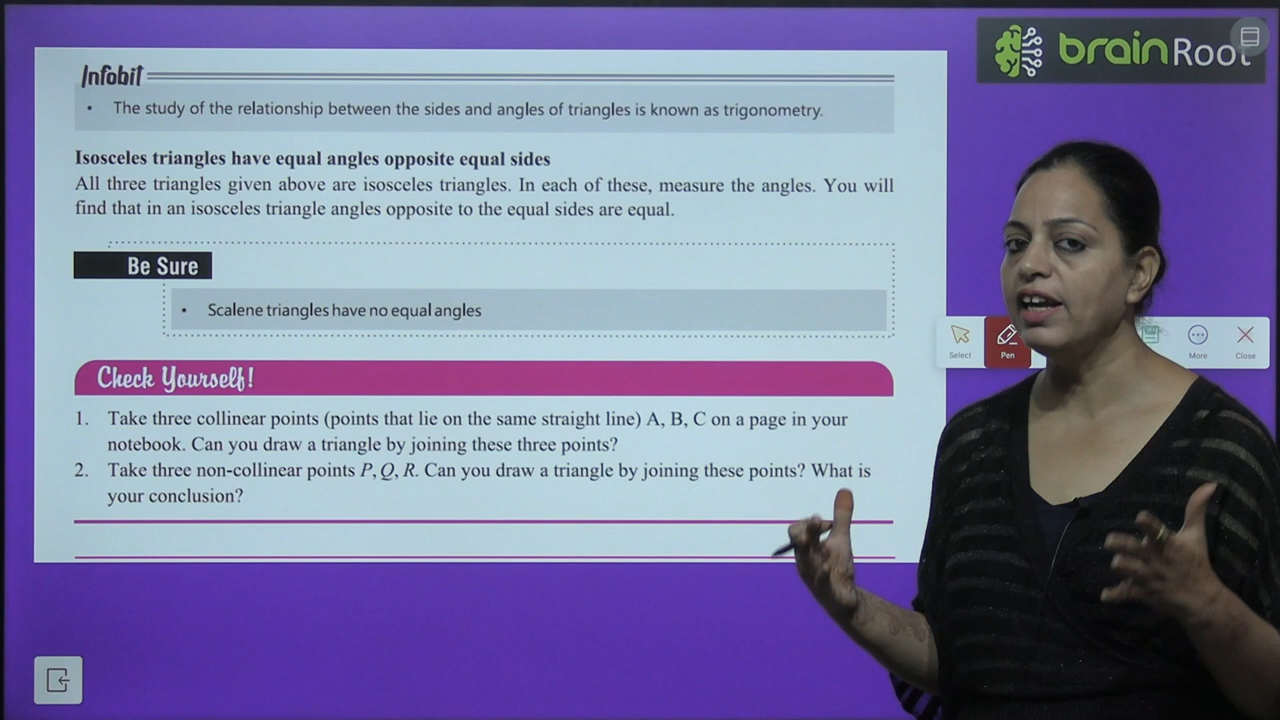 brainRoot
Infobit
• The study of the relationship between the sides and angles of triangles is known as trigonometry.
Isosceles triangles have equal angles opposite equal sides
All three triangles given above are isosceles triangles. In each of these, measure the angles. You will
find that in an isosceles triangle angles opposite to the equal sides are equal.
Be Sure
• Scalene triangles have no equal angles
Select
Pen
More
Close
Check Yourself!
1. Take three collinear points (points that lie on the same straight line) A, B, C on a page in your
notebook. Can you draw a triangle by joining these three points?
2. Take three non-collinear points P, Q, R. Can you draw a triangle by joining these points? What is
your conclusion?